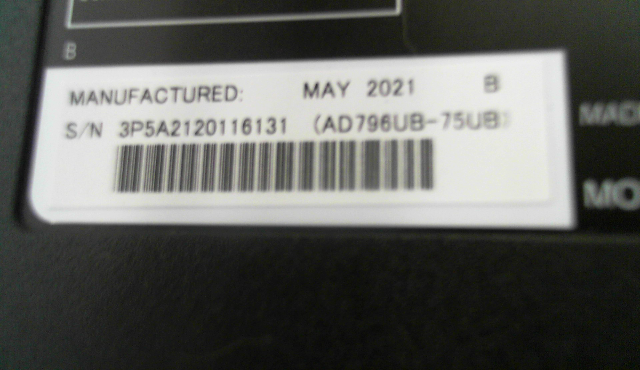 B
MANUFACTURED: MAY 2021 B
S/N 3P5A2120116131 (AD796UB-75UB)